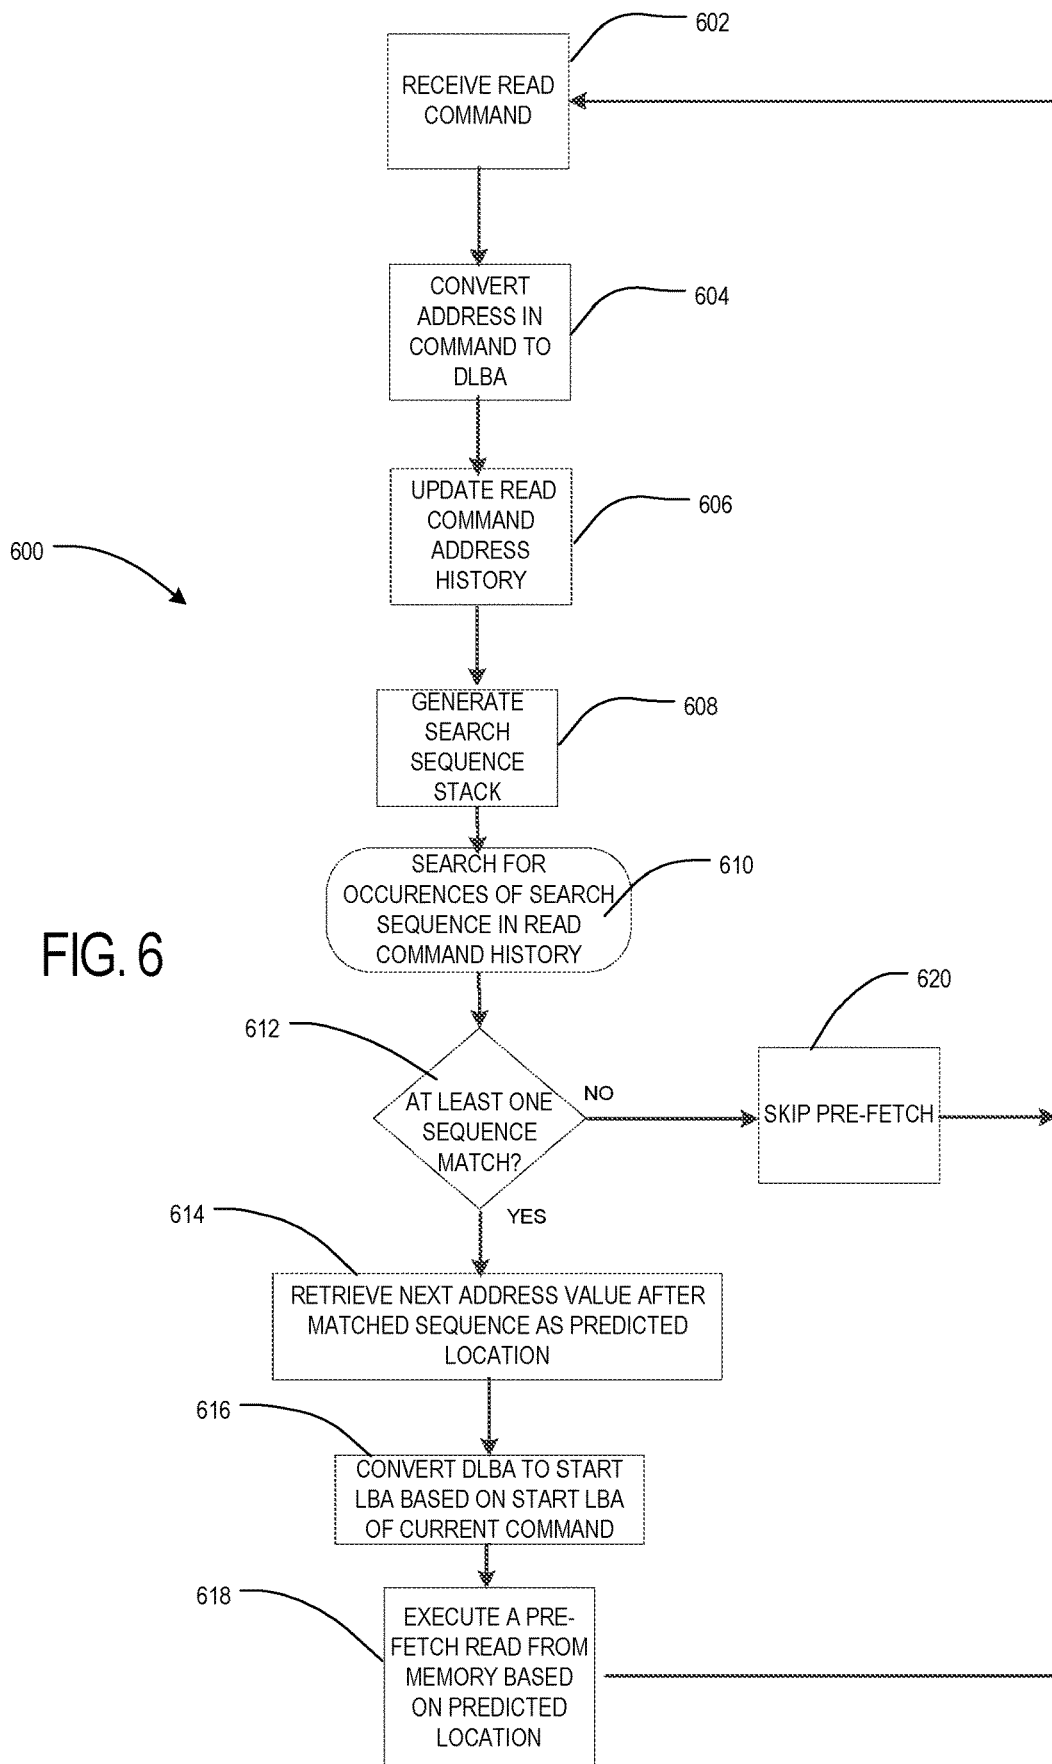 602
RECEIVE READ
COMMAND
CONVERT
ADDRESS IN
COMMAND TO
DLBA
604
UPDATE READ
COMMAND
ADDRESS
HISTORY
606
600
GENERATE
SEARCH
SEQUENCE
STACK
608
SEARCH FOR
OCCURENCES OF SEARCH
SEQUENCE IN READ
COMMAND HISTORY
610
FIG. 6
620
612
AT LEAST ONE
SEQUENCE
MATCH?
NO
SKIP PRE-FETCH
YES
614
RETRIEVE NEXT ADDRESS VALUE AFTER
MATCHED SEQUENCE AS PREDICTED
LOCATION
616
CONVERT DLBA TO START
LBA BASED ON START LBA
OF CURRENT COMMAND
618
EXECUTE A PRE-
FETCH READ FROM
MEMORY BASED
ON PREDICTED
LOCATION